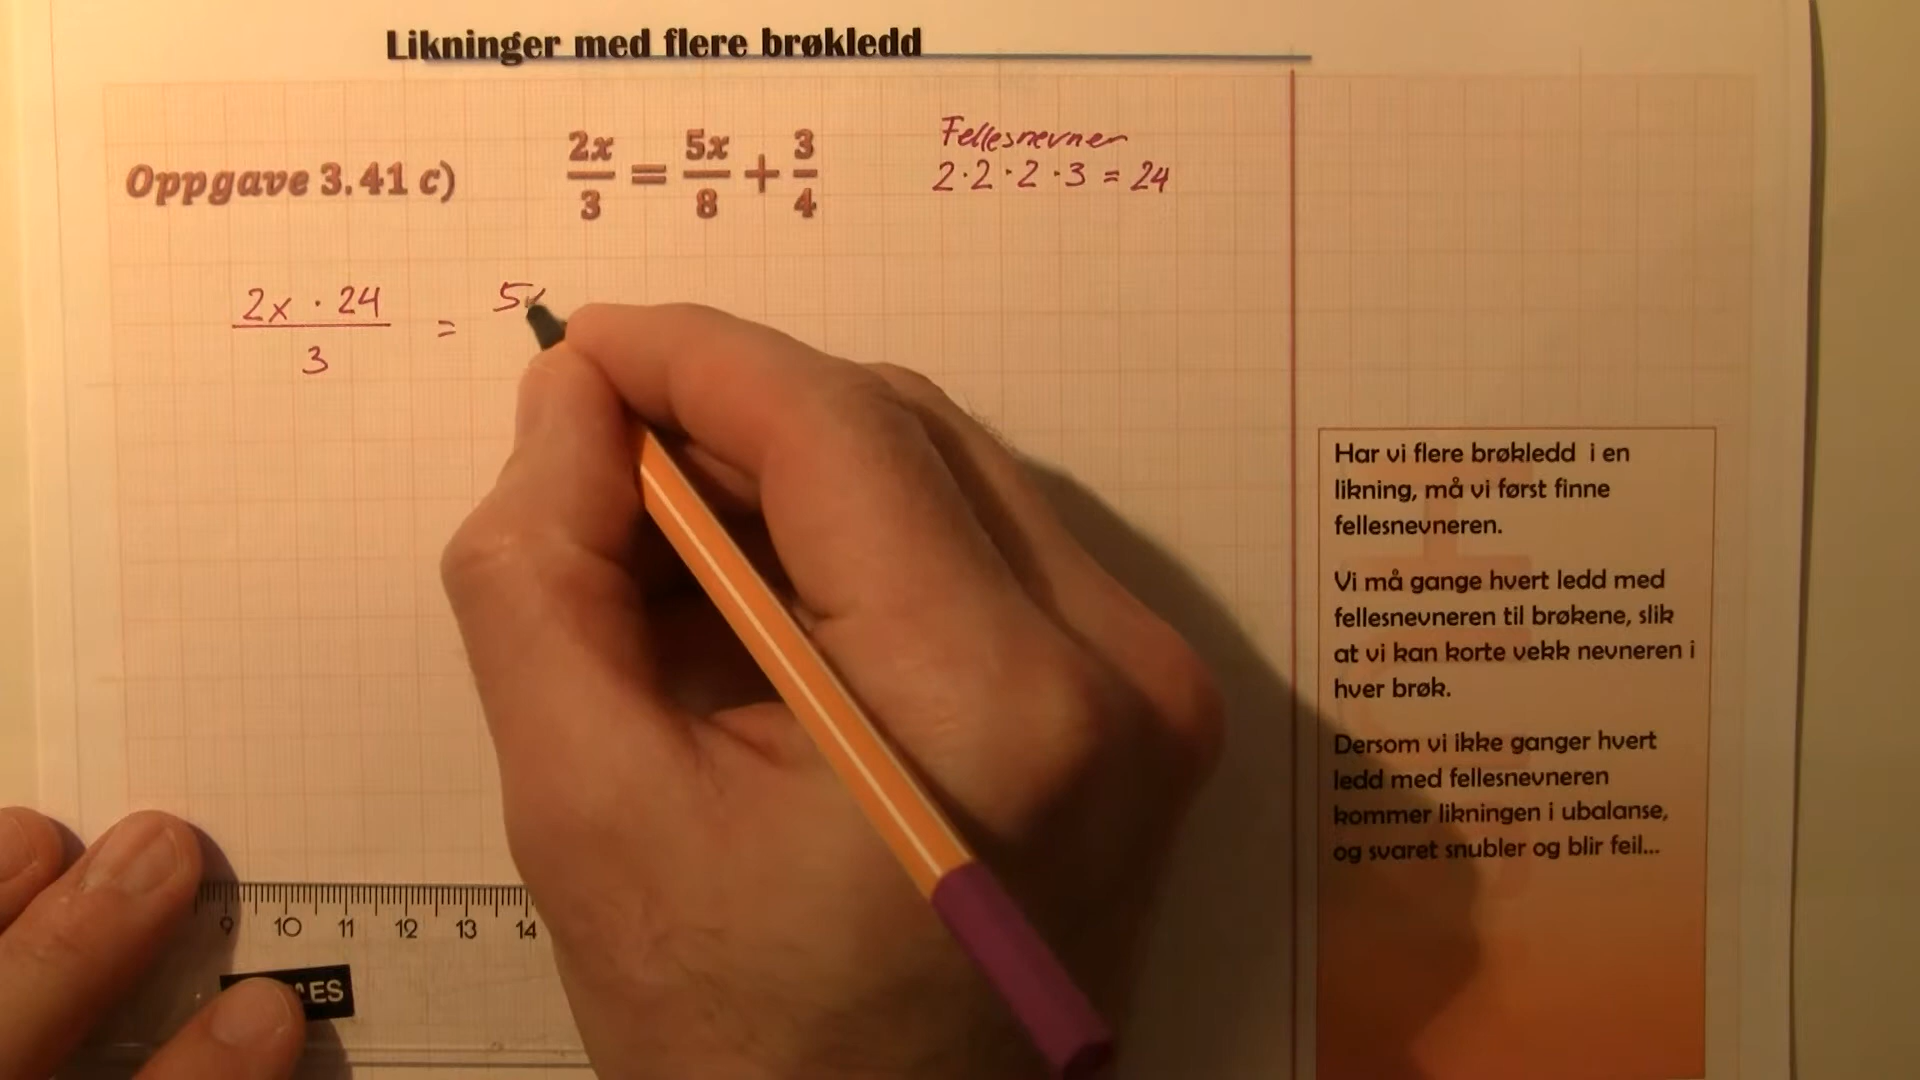 Likninger med flere brøkledd
Oppgave 3.41 c)
2x/3 = 5x/8 + 3/4
Fellesnevner
2·2·2·3 = 24
2x · 24
3
= 5x
Har vi flere brøkledd i en
likning, må vi først finne
fellesnevneren.
Vi må gange hvert ledd med
fellesnevneren til brøkene, slik
at vi kan korte vekk nevneren i
hver brøk.
Dersom vi ikke ganger hvert
ledd med fellesnevneren
kommer likningen i ubalanse,
og svaret snubler og blir feil...
9 10 11 12 13 14